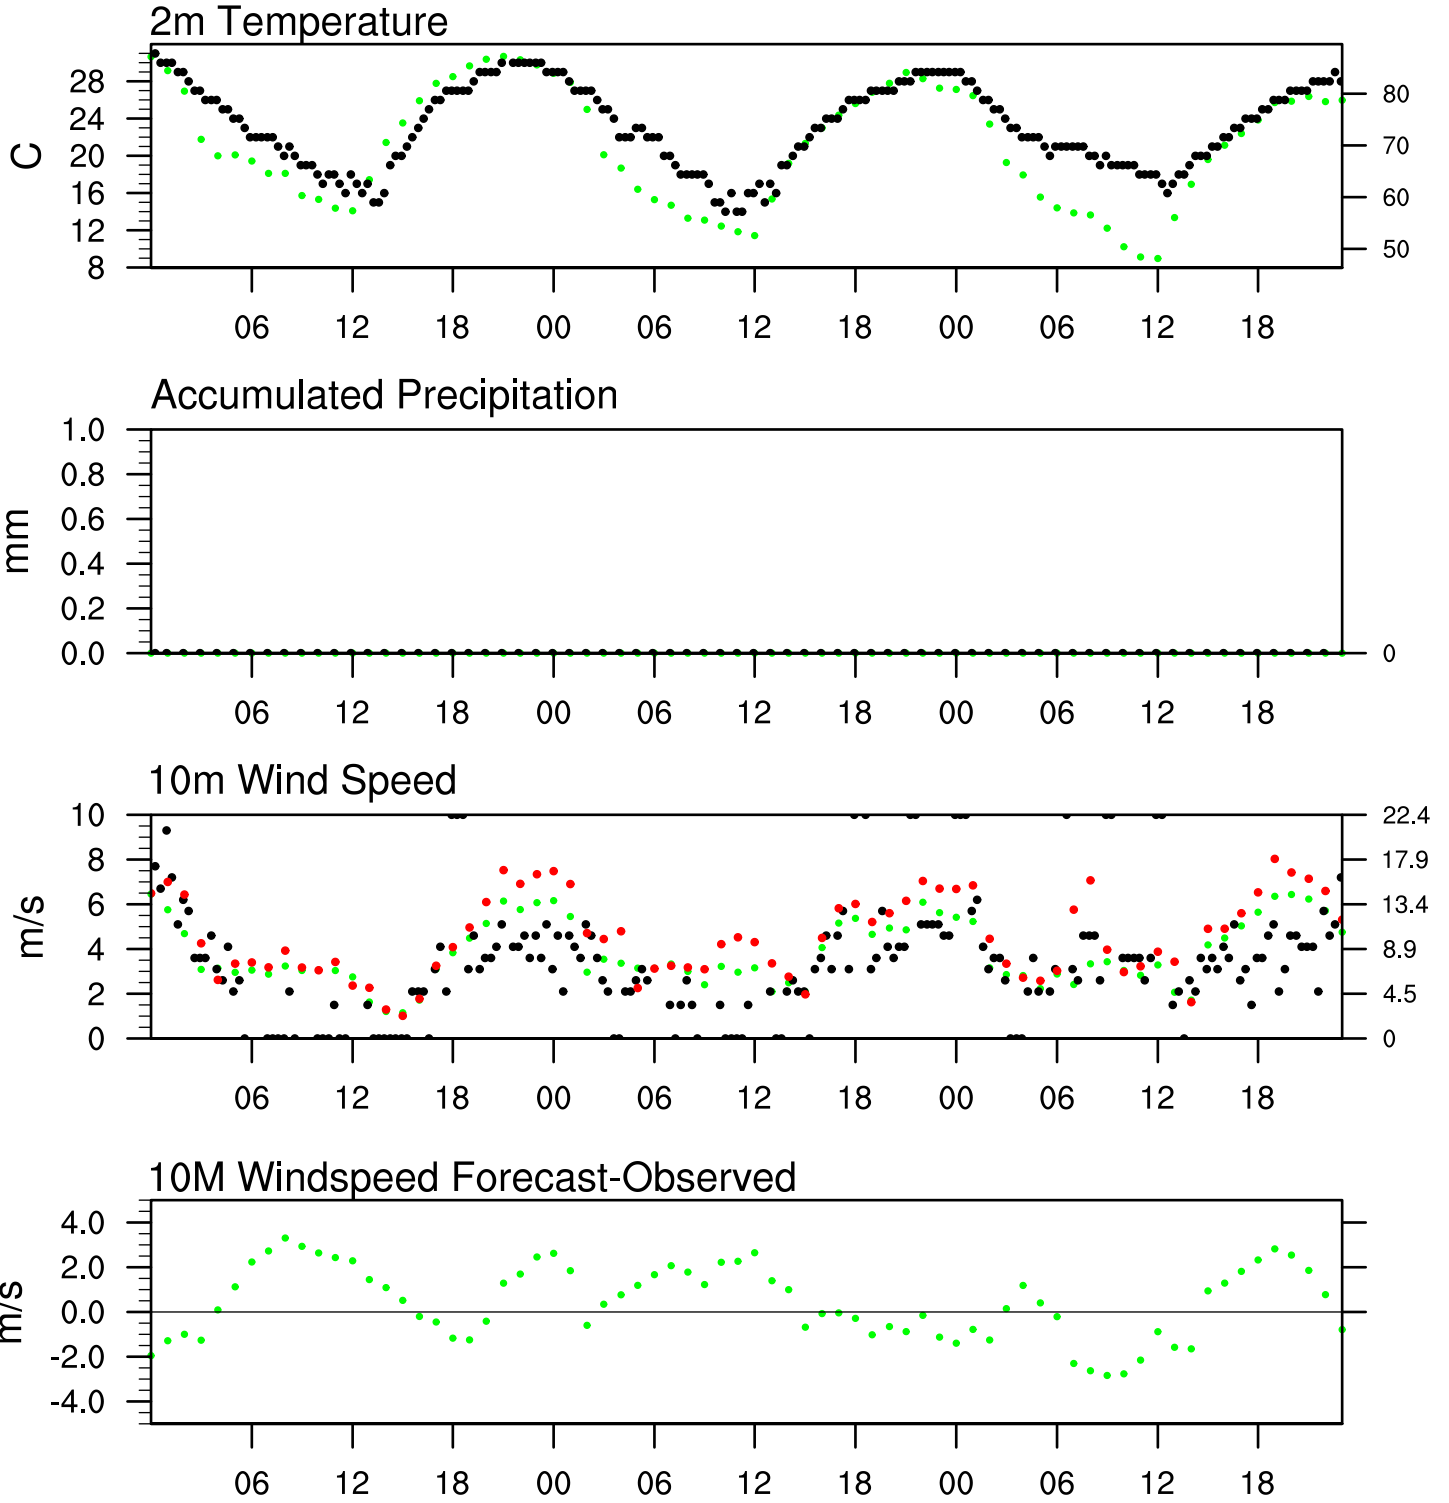 2m Temperature
C
28
24
20
16
12
8
80
70
60
50
06 12 18 00 06 12 18 00 06 12 18
Accumulated Precipitation
mm
1.0
0.8
0.6
0.4
0.2
0.0
0
06 12 18 00 06 12 18 00 06 12 18
10m Wind Speed
m/s
10
8
6
4
2
0
22.4
17.9
13.4
8.9
4.5
0
06 12 18 00 06 12 18 00 06 12 18
10M Windspeed Forecast-Observed
m/s
4.0
2.0
0.0
-2.0
-4.0
06 12 18 00 06 12 18 00 06 12 18